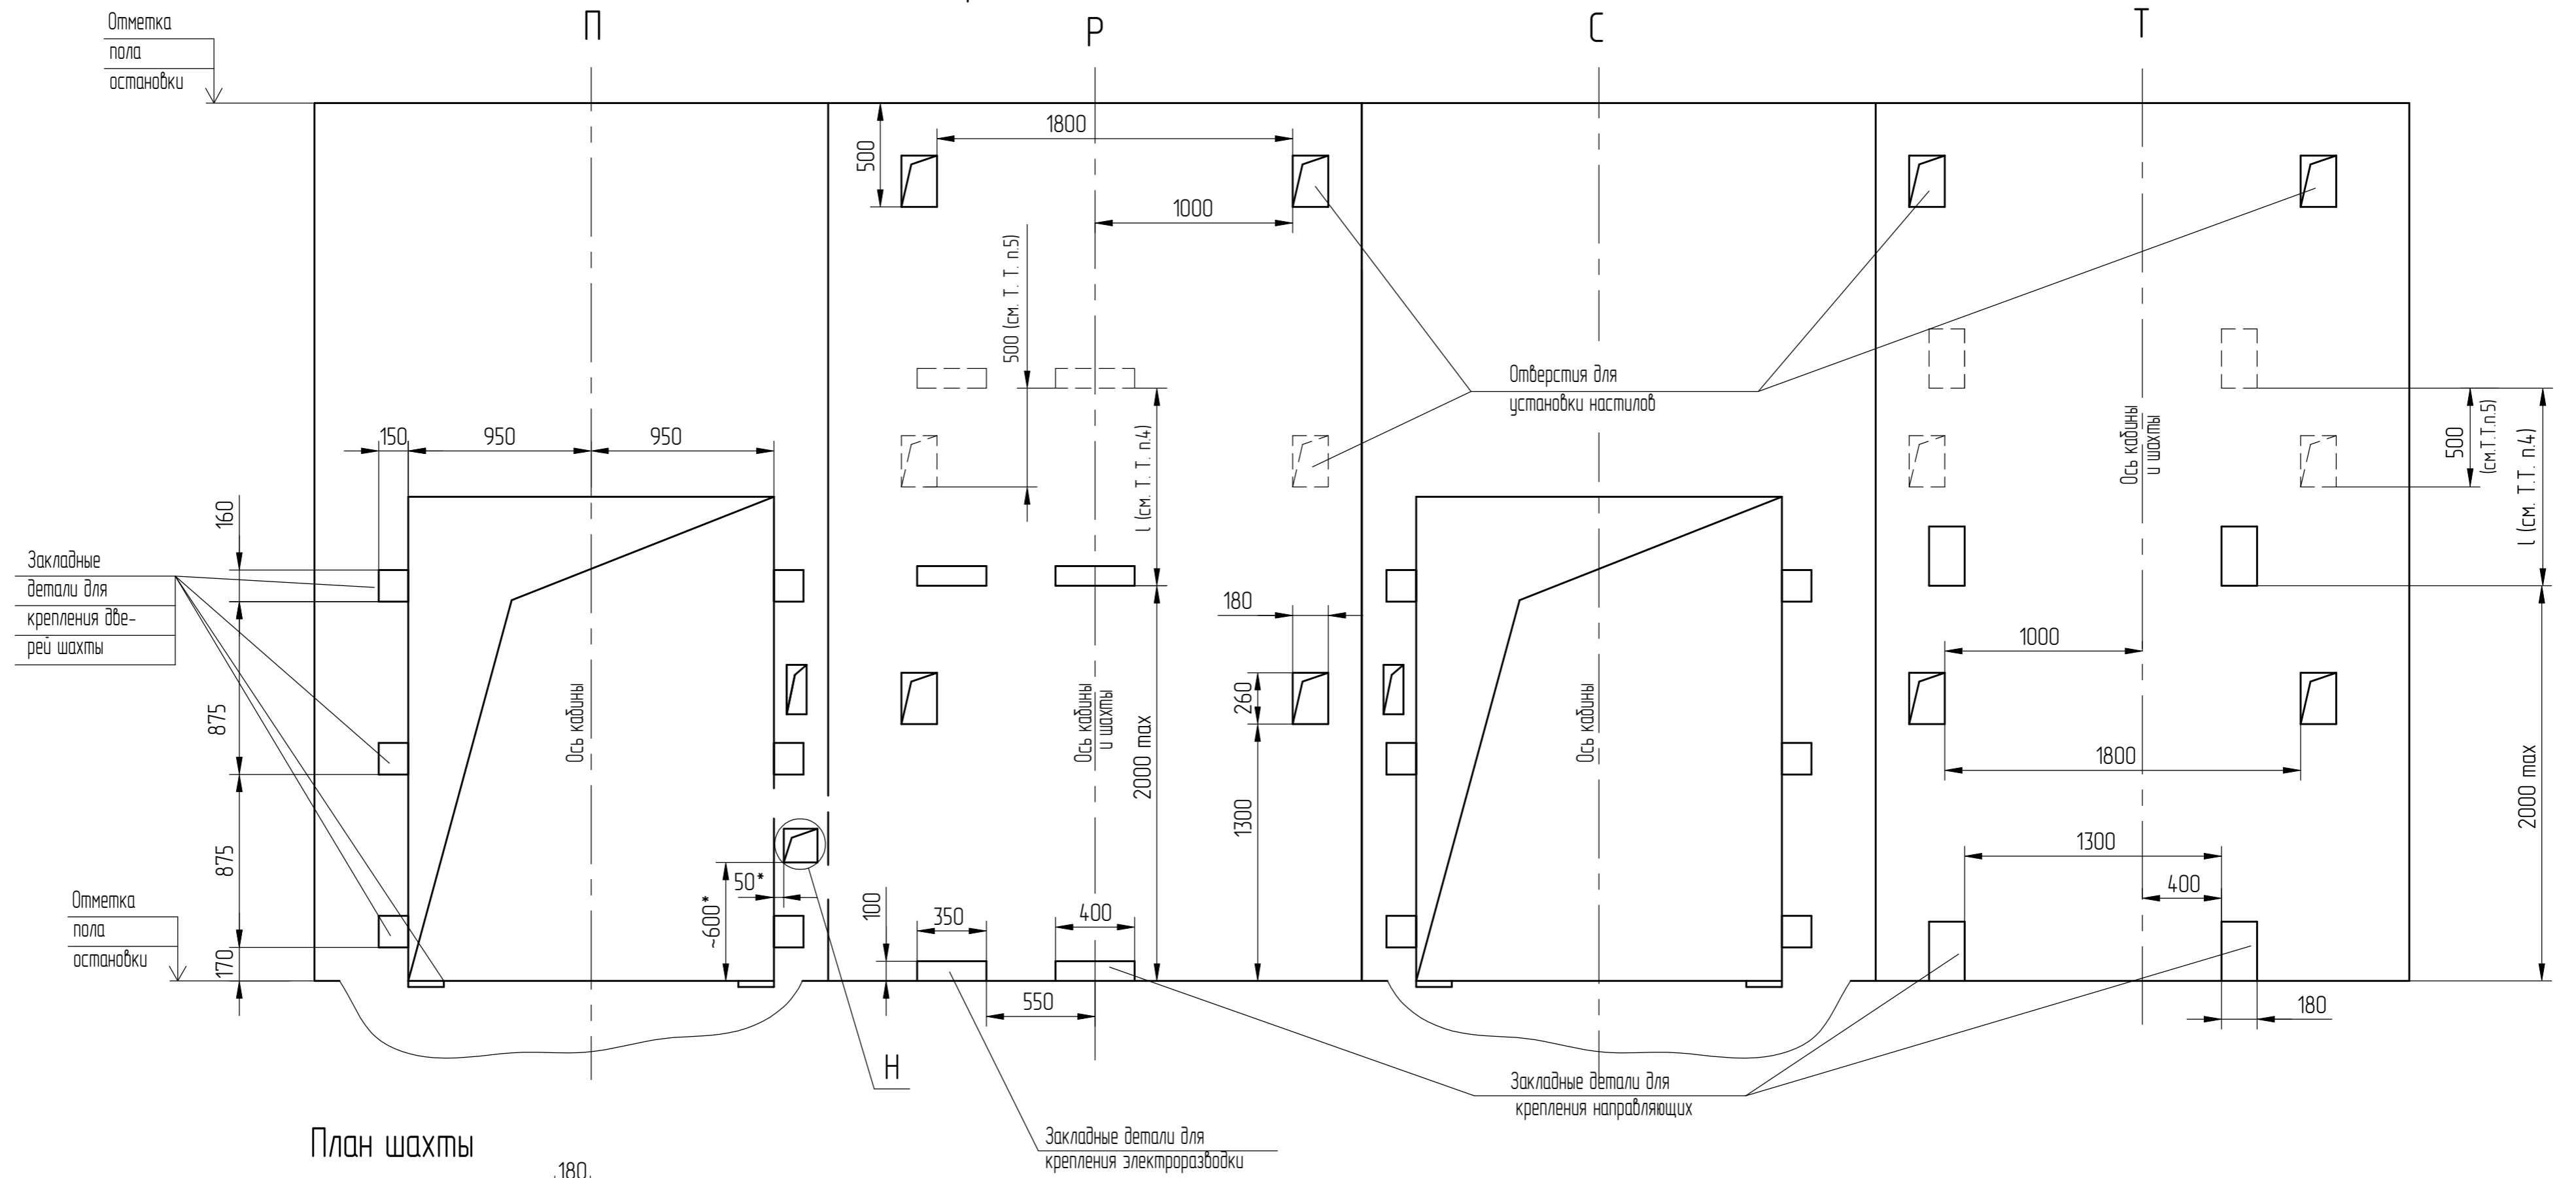 Отметка
пола
остановки
П
Р
С
Т
1800
500
1000
500 (см. Т. Т. п.5)
l (см. Т. Т. п.4)
Отверстия для
установки настилов
Ось кабины
и шахты
500
(см.Т.Т.п.5)
l (см. Т.Т. п.4)
150
950
950
160
Закладные
детали для
крепления две-
рей шахты
875
875
170
Отметка
пола
остановки
Ось кабины
~600*
50*
Н
100
350
400
550
Ось кабины
и шахты
2000 max
180
260
1300
Ось кабины
1000
1800
1300
400
180
2000 max
Закладные детали для
крепления направляющих
Закладные детали для
крепления электроразводки
План шахты
180